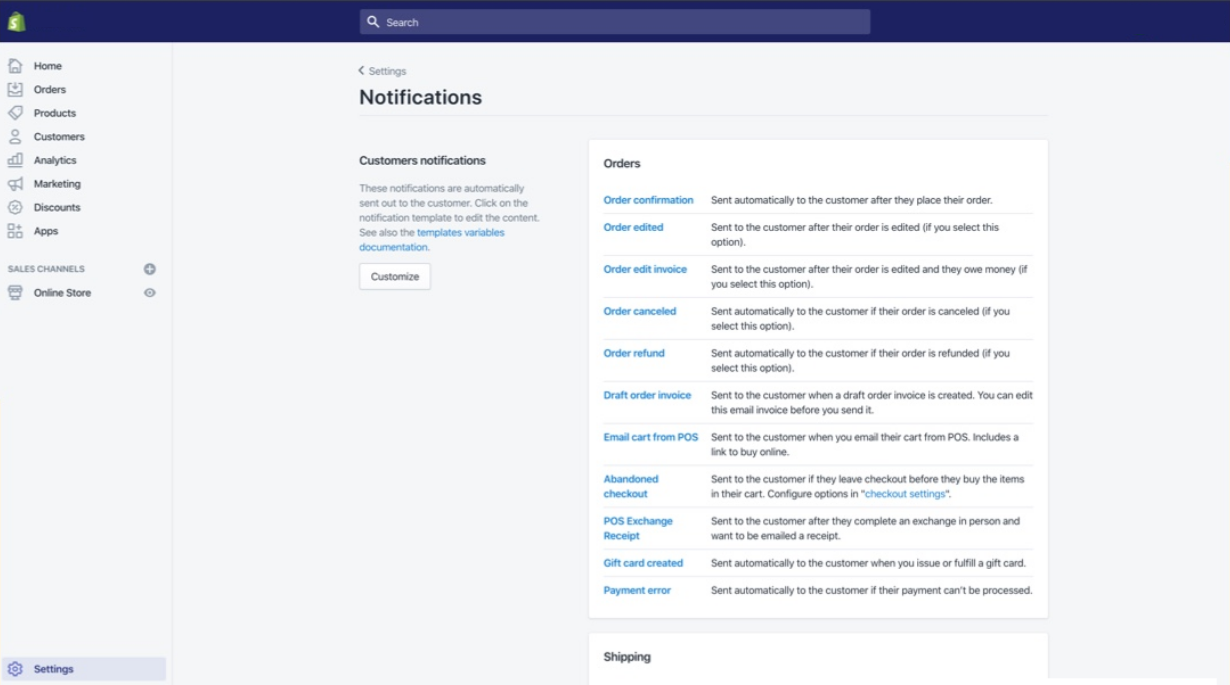 Search
Home
Orders
Products
Customers
Analytics
Marketing
Discounts
Apps
SALES CHANNELS
Online Store
Settings
Settings
Notifications
Customers notifications
These notifications are automatically
sent out to the customer. Click on the
notification template to edit the content.
See also the templates variables
documentation.
Customize
Orders
Order confirmation Sent automatically to the customer after they place their order.
Order edited Sent to the customer after their order is edited (if you select this
option).
Order edit invoice Sent to the customer after their order is edited and they owe money (if
you select this option).
Order canceled Sent automatically to the customer if their order is canceled (if you
select this option).
Order refund Sent automatically to the customer if their order is refunded (if you
select this option).
Draft order invoice Sent to the customer when a draft order invoice is created. You can edit
this email invoice before you send it.
Email cart from POS Sent to the customer when you email their cart from POS. Includes a
link to buy online.
Abandoned Sent to the customer if they leave checkout before they buy the items
checkout in their cart. Configure options in "checkout settings".
POS Exchange Sent to the customer after they complete an exchange in person and
Receipt want to be emailed a receipt.
Gift card created Sent automatically to the customer when you issue or fulfill a gift card.
Payment error Sent automatically to the customer if their payment can't be processed.
Shipping